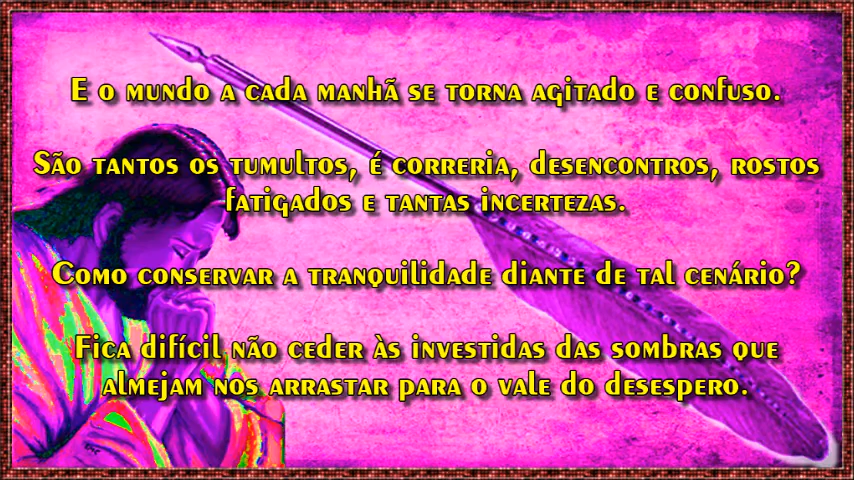 E o mundo a cada manhã se torna agitado e confuso.
São tantos os tumultos, é correria, desencontros, rostos
fatigados e tantas incertezas.
Como conservar a tranquilidade diante de tal cenário?
Fica difícil não ceder às investidas das sombras que
almejam nos arrastar para o vale do desespero.